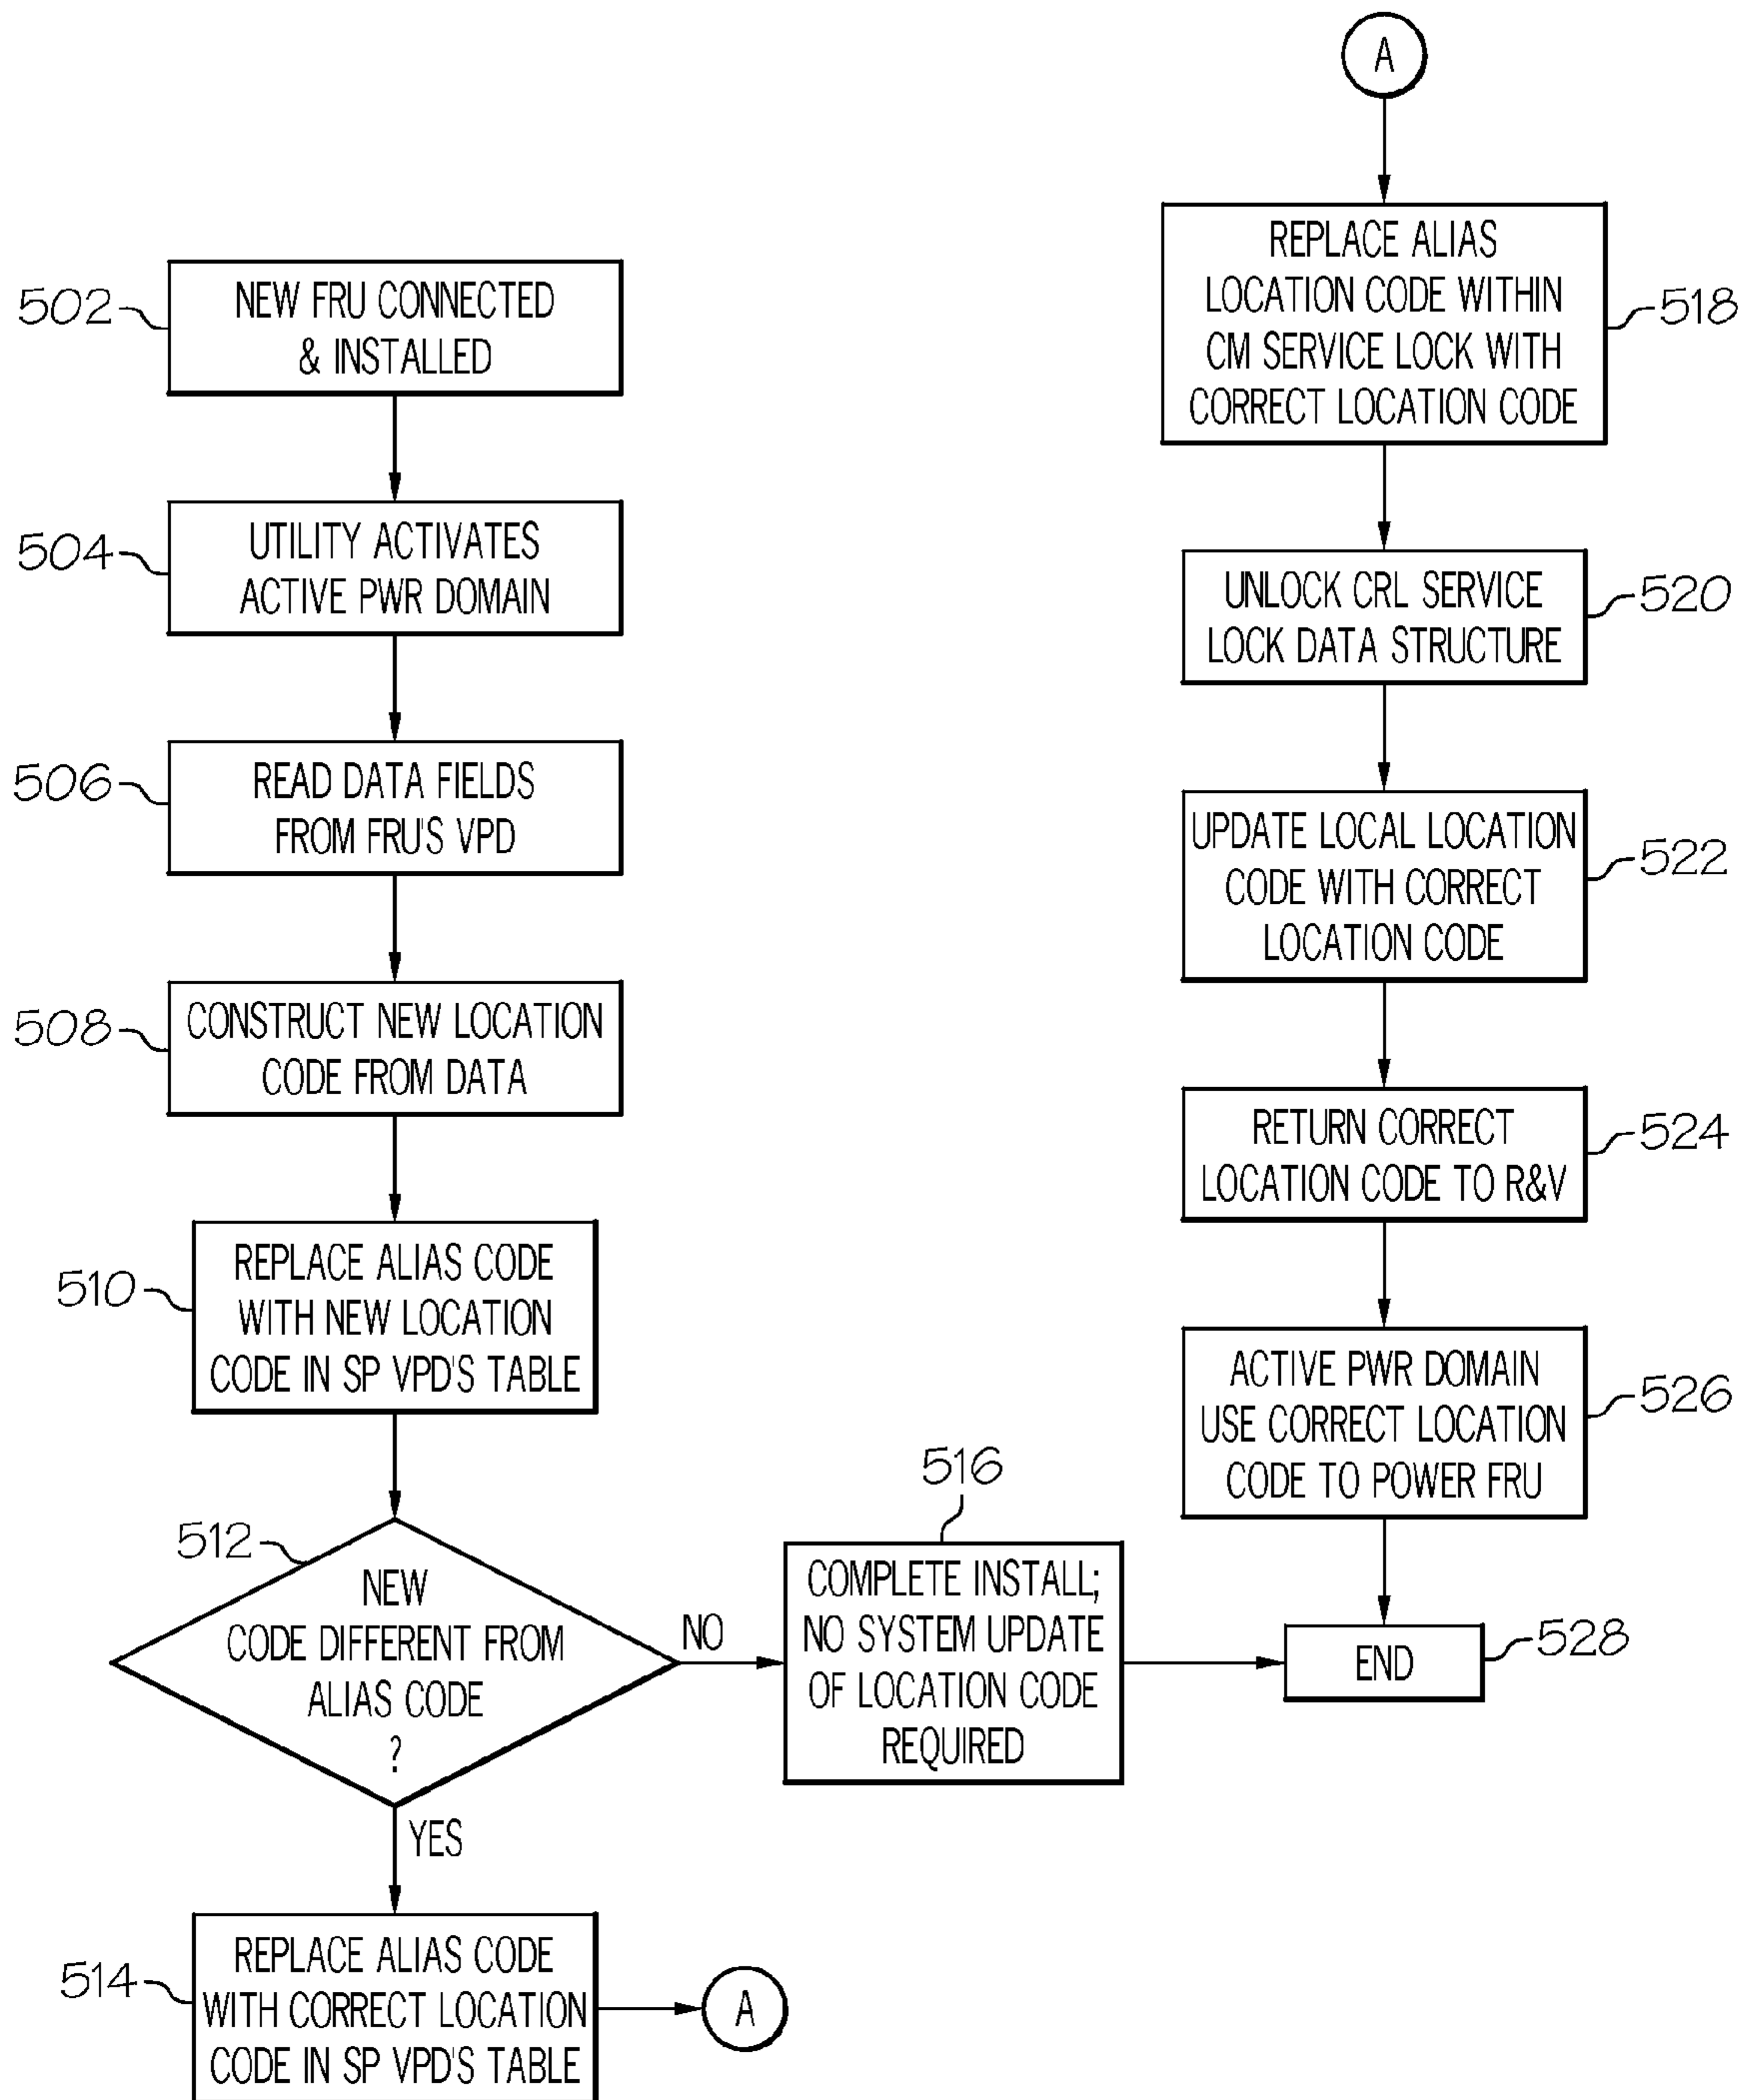 502
NEW FRU CONNECTED
& INSTALLED
504
UTILITY ACTIVATES
ACTIVE PWR DOMAIN
506
READ DATA FIELDS
FROM FRU'S VPD
508
CONSTRUCT NEW LOCATION
CODE FROM DATA
510
REPLACE ALIAS CODE
WITH NEW LOCATION
CODE IN SP VPD'S TABLE
512
NEW
CODE DIFFERENT FROM
ALIAS CODE
?
NO
516
COMPLETE INSTALL;
NO SYSTEM UPDATE
OF LOCATION CODE
REQUIRED
YES
514
REPLACE ALIAS CODE
WITH CORRECT LOCATION
CODE IN SP VPD'S TABLE
A
A
REPLACE ALIAS
LOCATION CODE WITHIN
CM SERVICE LOCK WITH
CORRECT LOCATION CODE
518
UNLOCK CRL SERVICE
LOCK DATA STRUCTURE
520
UPDATE LOCAL LOCATION
CODE WITH CORRECT
LOCATION CODE
522
RETURN CORRECT
LOCATION CODE TO R&V
524
ACTIVE PWR DOMAIN
USE CORRECT LOCATION
CODE TO POWER FRU
526
END
528